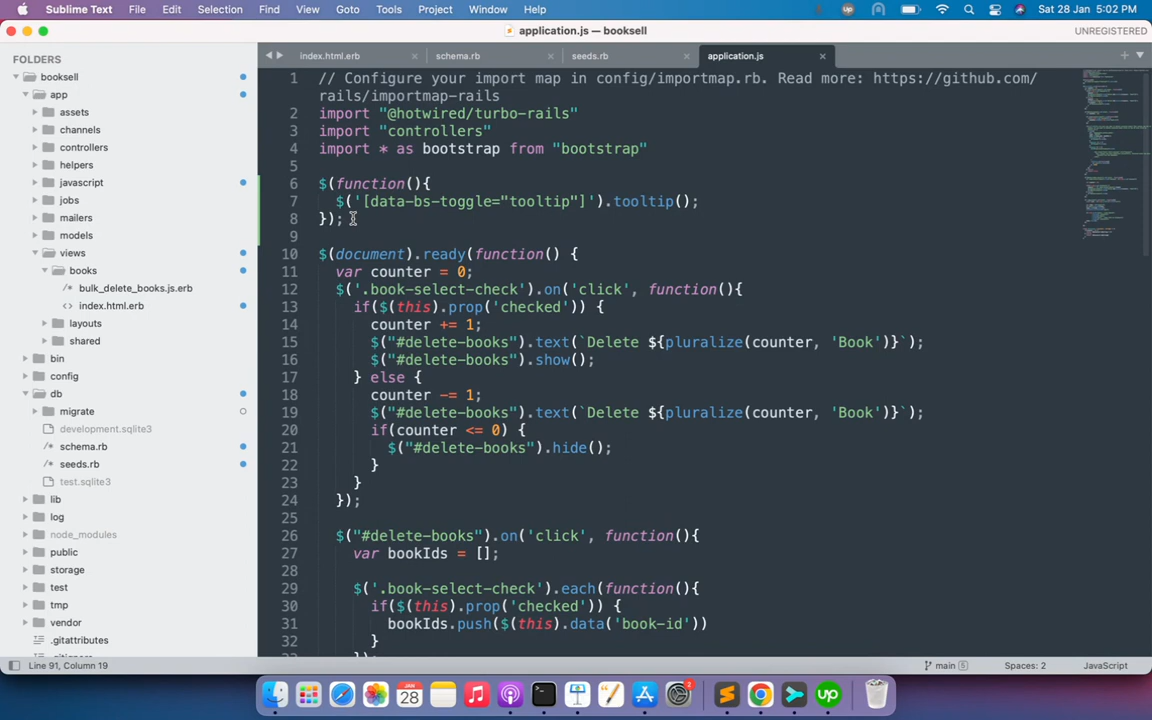 Sublime Text File Edit Selection Find View Goto Tools Project Window Help Sat 28 Jan 5:02 PM
application.js — booksell UNREGISTERED
FOLDERS
booksell
app
assets
channels
controllers
helpers
javascript
jobs
mailers
models
views
books
bulk_delete_books.js.erb
index.html.erb
layouts
shared
bin
config
db
migrate
development.sqlite3
schema.rb
seeds.rb
test.sqlite3
lib
log
node_modules
public
storage
test
tmp
vendor
.gitattributes
index.html.erb schema.rb seeds.rb application.js
1 // Configure your import map in config/importmap.rb. Read more: https://github.com/
rails/importmap-rails
2 import "@hotwired/turbo-rails"
3 import "controllers"
4 import * as bootstrap from "bootstrap"
5
6 $(function(){
7 $('[data-bs-toggle="tooltip"]').tooltip();
8 });
9
10 $(document).ready(function() {
11 var counter = 0;
12 $('.book-select-check').on('click', function(){
13 if($(this).prop('checked')) {
14 counter += 1;
15 $("#delete-books").text(`Delete ${pluralize(counter, 'Book')}`);
16 $("#delete-books").show();
17 } else {
18 counter -= 1;
19 $("#delete-books").text(`Delete ${pluralize(counter, 'Book')}`);
20 if(counter <= 0) {
21 $("#delete-books").hide();
22 }
23 }
24 });
25
26 $("#delete-books").on('click', function(){
27 var bookIds = [];
28
29 $('.book-select-check').each(function(){
30 if($(this).prop('checked')) {
31 bookIds.push($(this).data('book-id'))
32 }
Line 91, Column 19 main 5 Spaces: 2 JavaScript
JAN
28
2
up